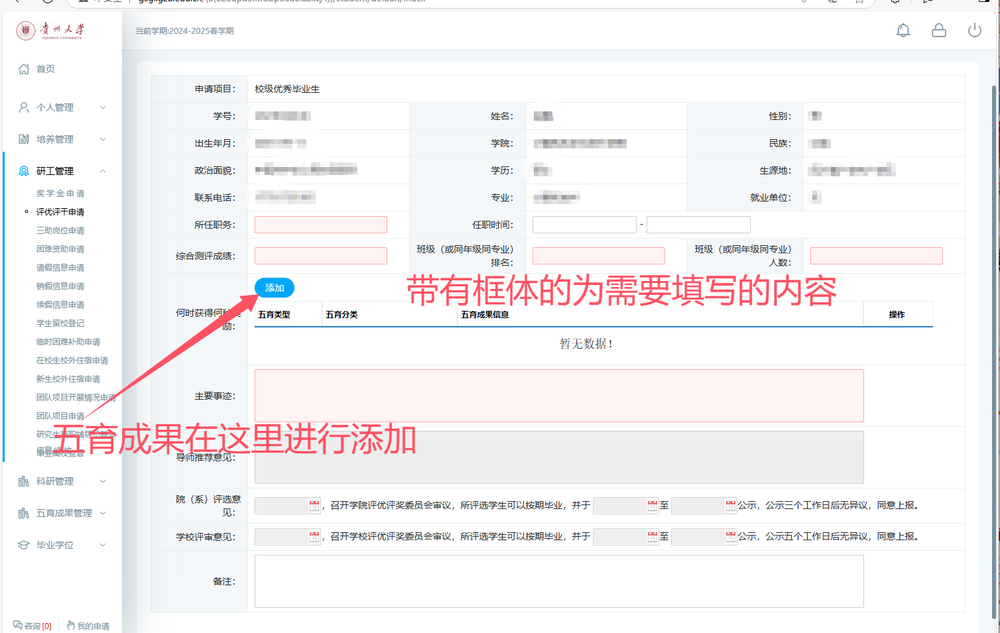 贵州大学
GUIZHOU UNIVERSITY
当前学期:2024-2025春学期
首页
个人管理
培养管理
研工管理
奖 学 金 申 请
评优评干申请
三助岗位申请
困难资助申请
请假信息申请
销假信息申请
续假信息申请
学生留校登记
临时困难补助申请
在校生校外住宿申请
新生校外住宿申请
团队项目开展情况申请
团队项目申请
科研管理
五育成果管理
毕业学位
咨询 [0]
我的申请
申请项目： 校级优秀毕业生
学号： 姓名： 性别：
出生年月： 学院： 民族：
政治面貌： 学历： 生源地：
联系电话： 专业： 就业单位：
所任职务： 任职时间： -
综合测评成绩： 班级（或同年级同专业）排名： 班级（或同年级同专业）人数：
添加
带有框体的为需要填写的内容
何时获得何种奖励：
五育类型 五育分类 五育成果信息 操作
暂无数据！
主要事迹：
五育成果在这里进行添加
导师推荐意见：
院（系）评选意见： ，召开学院评优评奖委员会审议，所评选学生可以按期毕业，并于 至 公示，公示三个工作日后无异议，同意上报。
学校评审意见： ，召开学校评优评奖委员会审议，所评选学生可以按期毕业，并于 至 公示，公示五个工作日后无异议，同意上报。
备注：